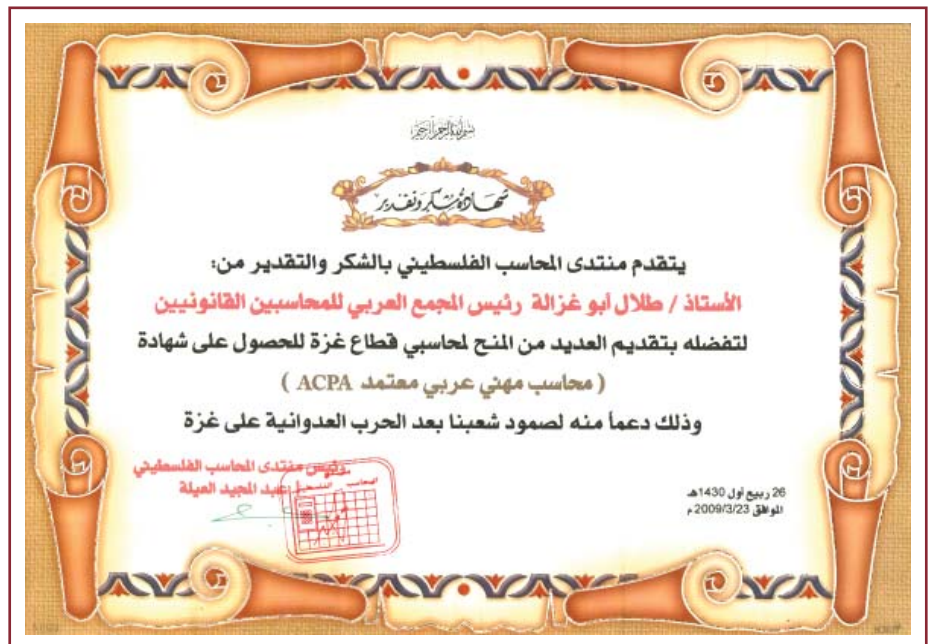 بسم الله الرحمن الرحيم
شهادة شكر وتقدير
يتقدم منتدى المحاسب الفلسطيني بالشكر والتقدير من:
الأستاذ / طلال أبو غزالة رئيس المجمع العربي للمحاسبين القانونيين
لتفضله بتقديم العديد من المنح لمحاسبي قطاع غزة للحصول على شهادة
( محاسب مهني عربي معتمد ACPA )
وذلك دعماً منه لصمود شعبنا بعد الحرب العدوانية على غزة
رئيس منتدى المحاسب الفلسطيني
عبد المجيد العيلة
المحاسب
26 ربيع أول 1430هـ
الموافق 2009/3/23 م